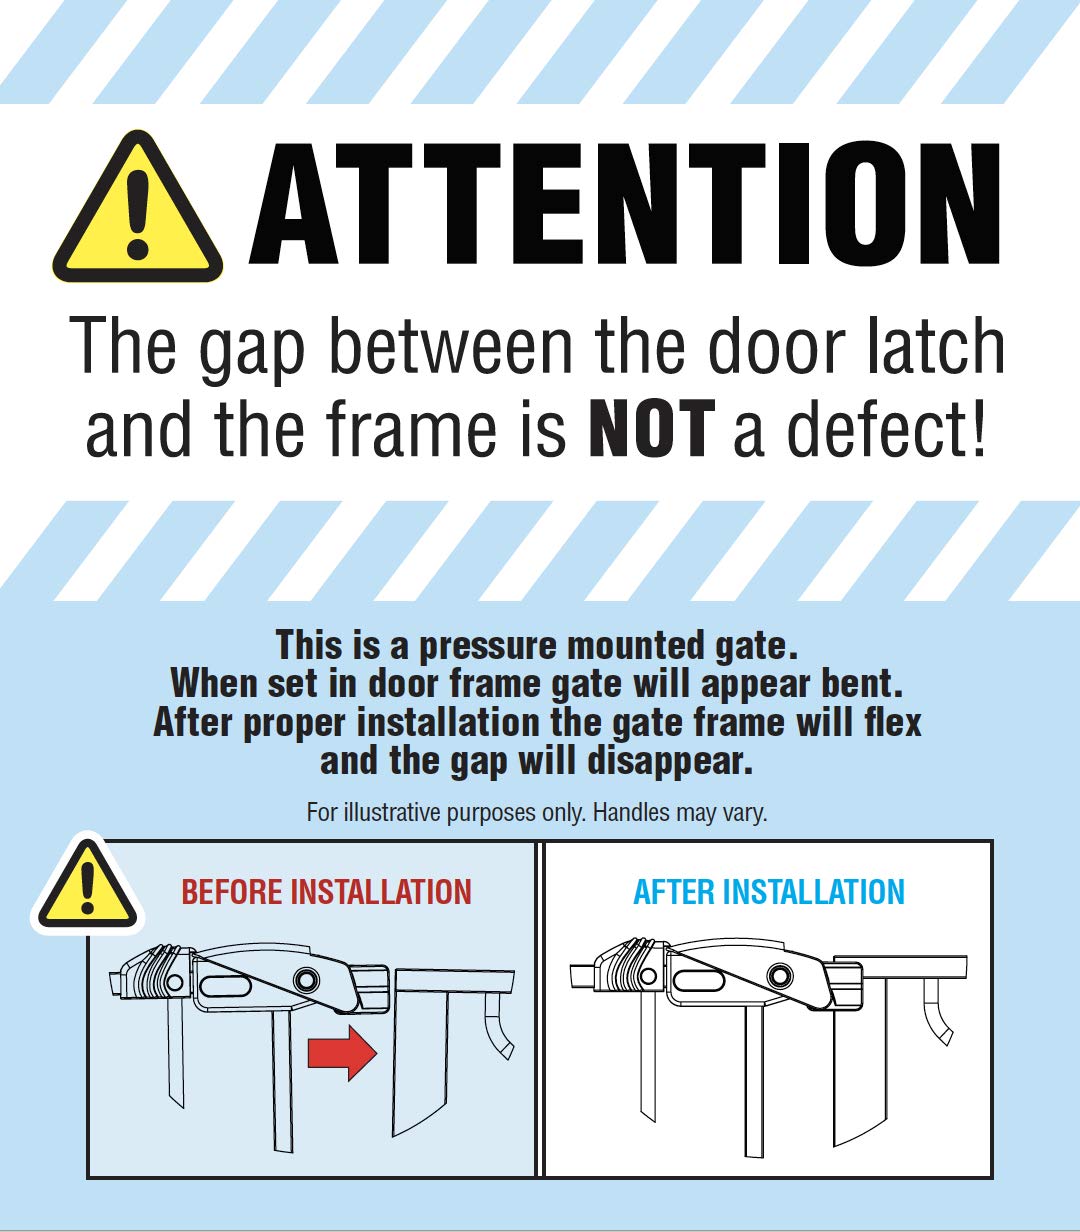 ATTENTION
The gap between the door latch
and the frame is NOT a defect!
This is a pressure mounted gate.
When set in door frame gate will appear bent.
After proper installation the gate frame will flex
and the gap will disappear.
For illustrative purposes only. Handles may vary.
BEFORE INSTALLATION
AFTER INSTALLATION